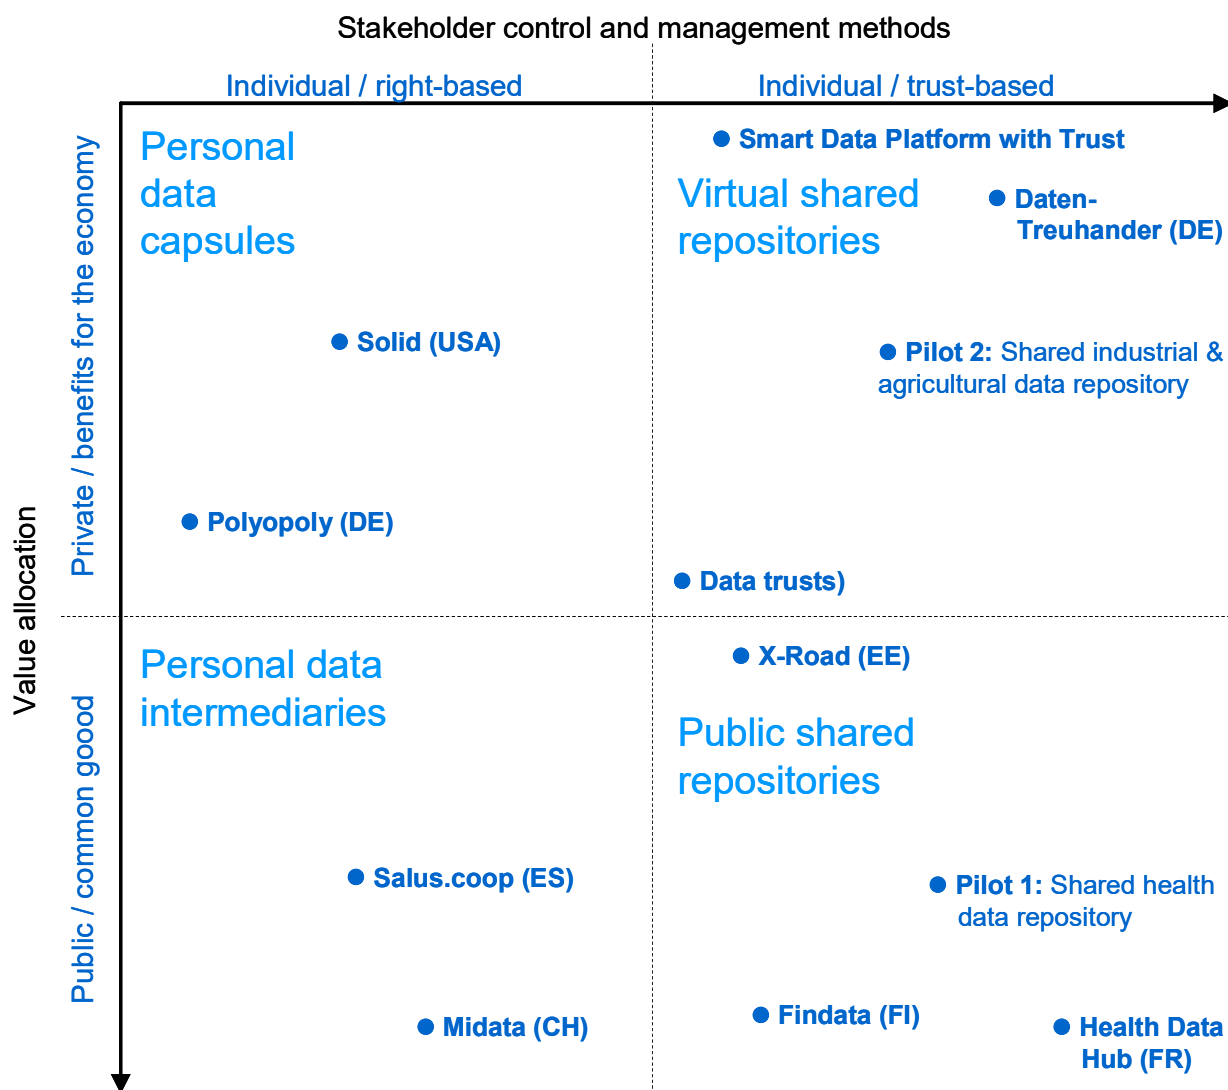 Stakeholder control and management methods
Individual / right-based
Individual / trust-based
Value allocation
Private / benefits for the economy
Public / common goood
Personal
data
capsules
Solid (USA)
Polyopoly (DE)
Smart Data Platform with Trust
Virtual shared
repositories
Daten-
Treuhander (DE)
Pilot 2: Shared industrial &
agricultural data repository
Data trusts)
Personal data
intermediaries
Salus.coop (ES)
Midata (CH)
X-Road (EE)
Public shared
repositories
Pilot 1: Shared health
data repository
Findata (FI)
Health Data
Hub (FR)